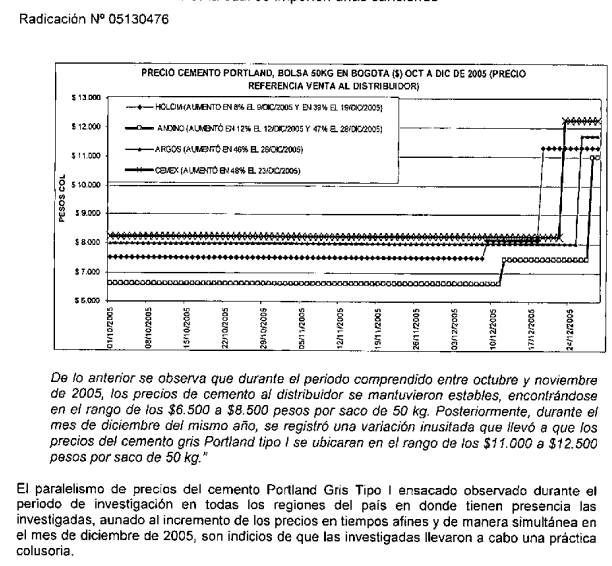 Radicación Nº 05130476
PRECIO CEMENTO PORTLAND, BOLSA 50KG EN BOGOTA ($) OCT A DIC DE 2005 (PRECIO
REFERENCIA VENTA AL DISTRIBUIDOR)
$ 13.000
$ 12.000
$ 11.000
$ 10.000
$ 9.000
$ 8.000
$ 7.000
$ 6.000
PESOS COL
HOLCIM (AUMENTO EN 8% EL 9/DIC/2005 Y EN 39% EL 19/DIC/2005)
ANDINO (AUMENTÓ EN 12% EL 12/DIC/2005 Y 47% EL 28/DIC/2005)
ARGOS (AUMENTÓ EN 46% EL 26/DIC/2005)
CEMEX (AUMENTÓ EN 48% EL 23/DIC/2005)
01/10/2005
08/10/2005
15/10/2005
22/10/2005
29/10/2005
05/11/2005
12/11/2005
19/11/2005
26/11/2005
03/12/2005
10/12/2005
17/12/2005
24/12/2005
De lo anterior se observa que durante el periodo comprendido entre octubre y noviembre
de 2005, los precios de cemento al distribuidor se mantuvieron estables, encontrándose
en el rango de los $6.500 a $8.500 pesos por saco de 50 kg. Posteriormente, durante el
mes de diciembre del mismo año, se registró una variación inusitada que llevó a que los
precios del cemento gris Portland tipo I se ubicaran en el rango de los $11.000 a $12.500
pesos por saco de 50 kg."
El paralelismo de precios del cemento Portland Gris Tipo I ensacado observado durante el
periodo de investigación en todas los regiones del país en donde tienen presencia las
investigadas, aunado al incremento de los precios en tiempos afines y de manera simultánea en
el mes de diciembre de 2005, son indicios de que las investigadas llevaron a cabo una práctica
colusoria.